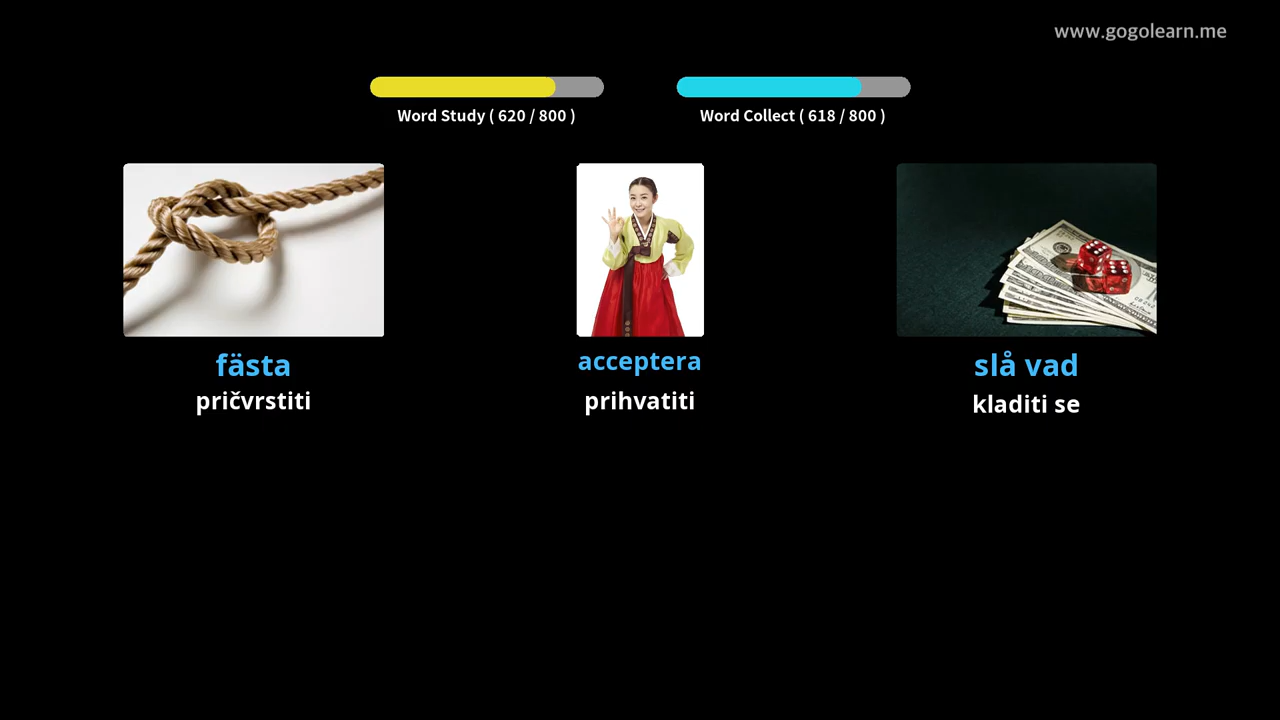 www.gogolearn.me
Word Study ( 620 / 800 )
Word Collect ( 618 / 800 )
fästa
acceptera
slå vad
pričvrstiti
prihvatiti
kladiti se